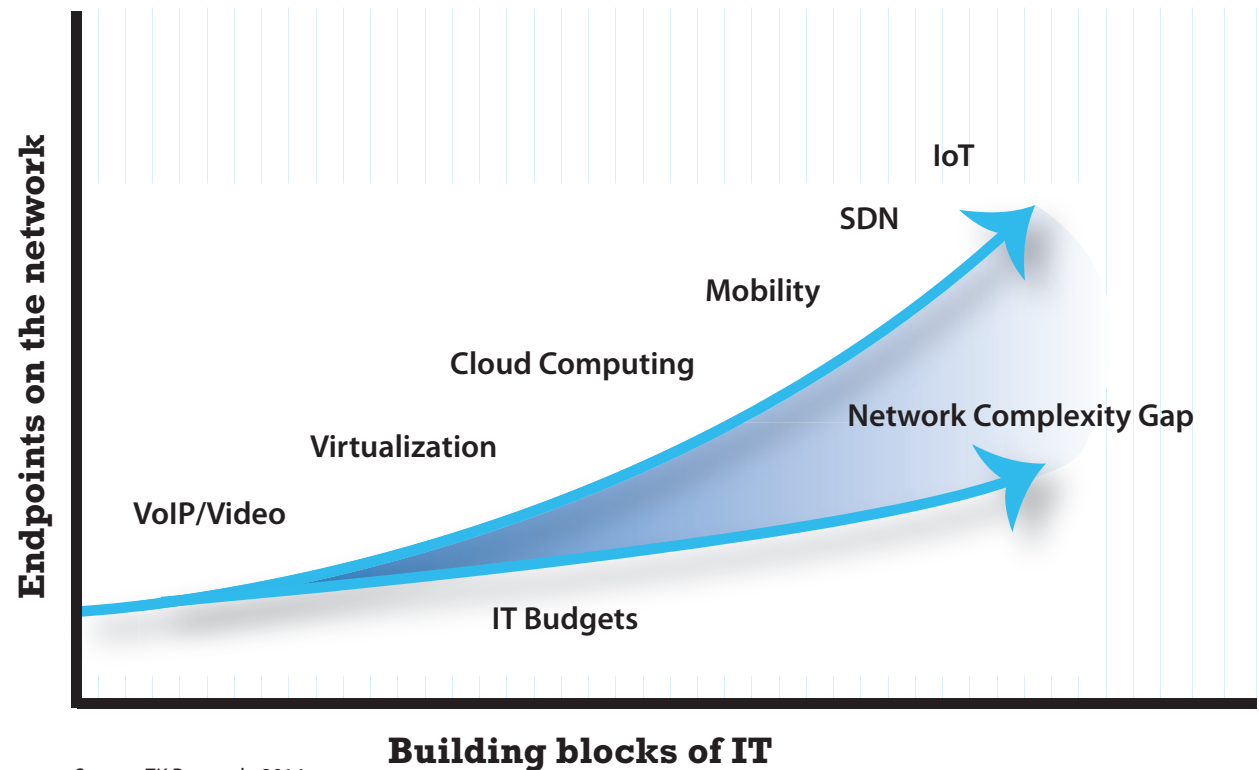 Endpoints on the network
IoT
SDN
Mobility
Cloud Computing
Network Complexity Gap
Virtualization
VoIP/Video
IT Budgets
Building blocks of IT